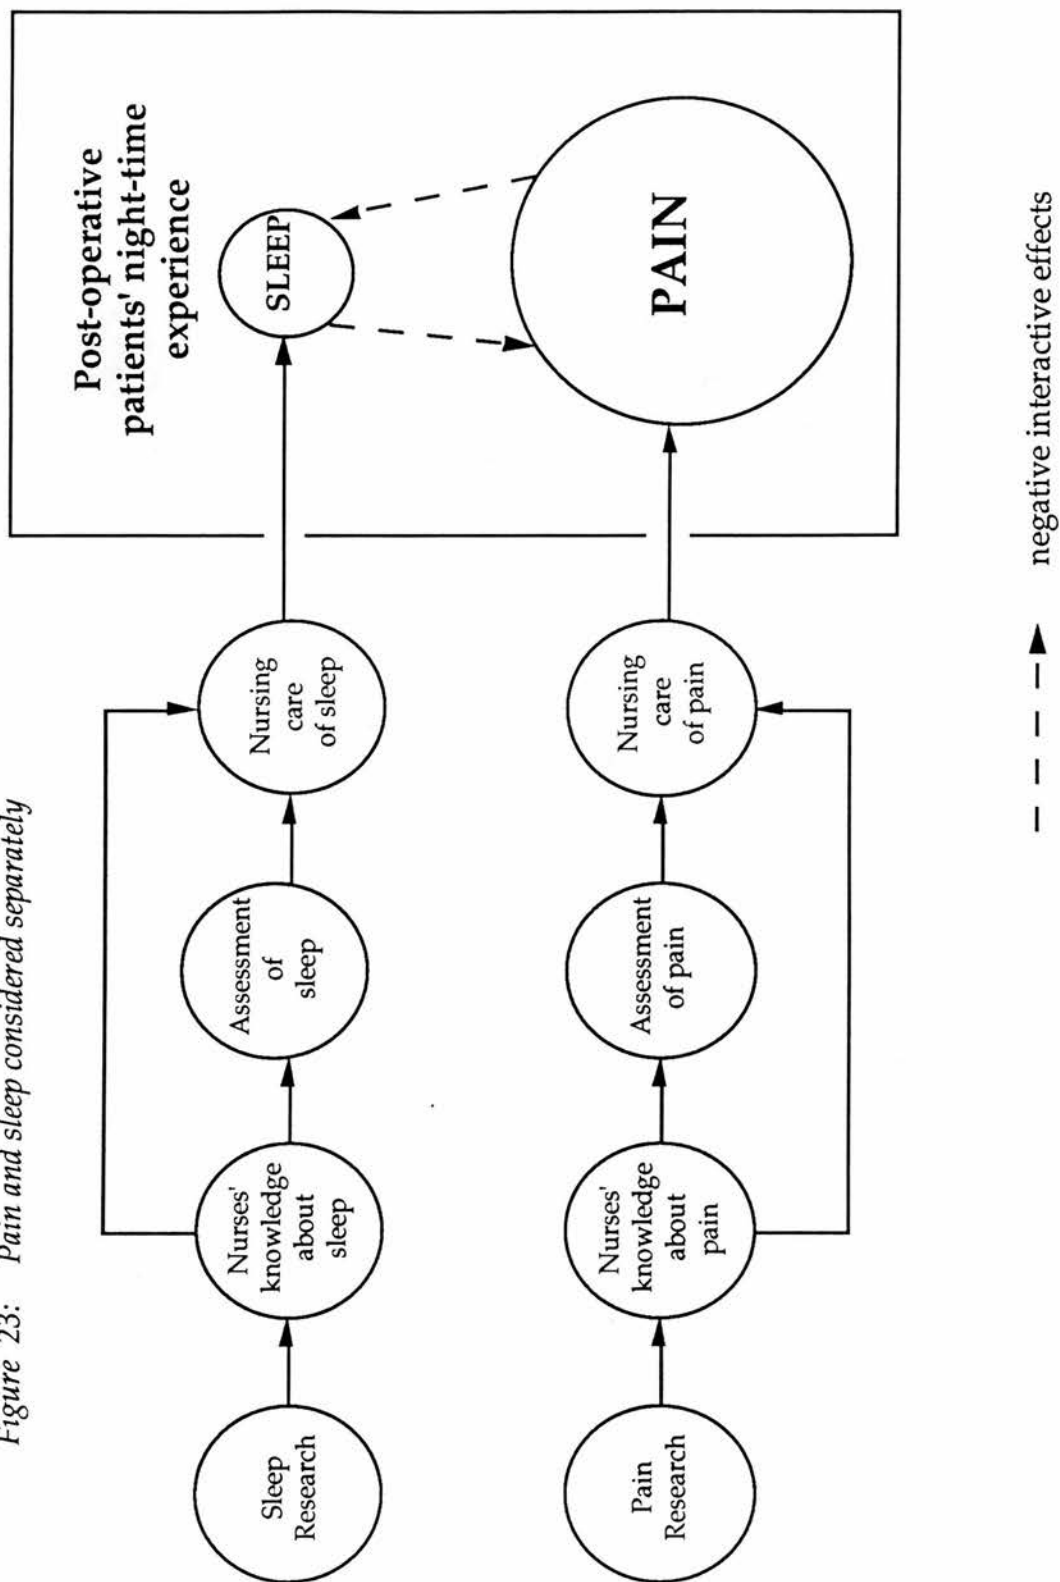 Figure 23: Pain and sleep considered separately
Sleep
Research
Nurses'
knowledge
about
sleep
Assessment
of
sleep
Nursing
care
of sleep
Post-operative
patients' night-time
experience
SLEEP
Pain
Research
Nurses'
knowledge
about
pain
Assessment
of pain
Nursing
care
of pain
PAIN
negative interactive effects